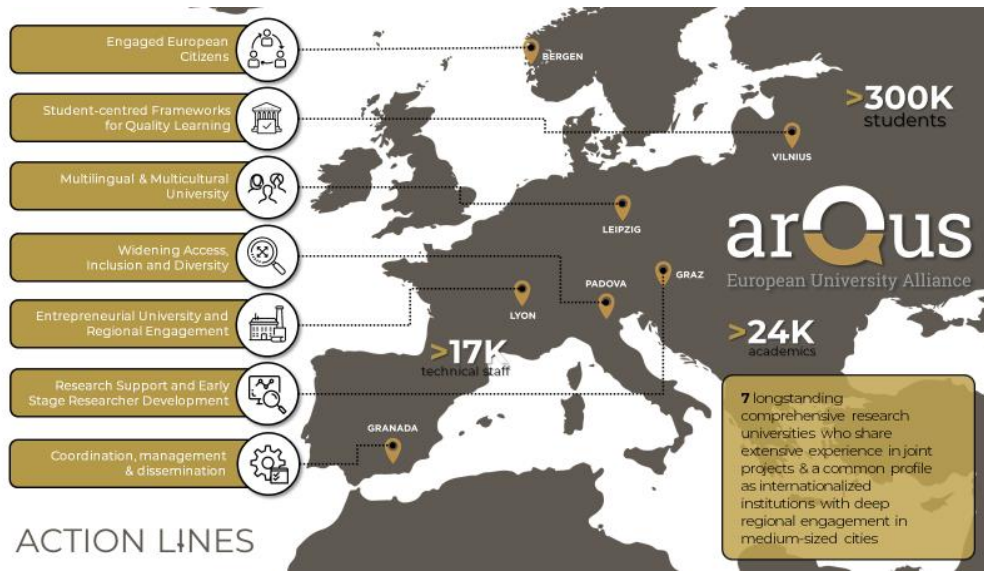 Engaged European
Citizens
Student-centred Frameworks
for Quality Learning
Multilingual & Multicultural
University
Widening Access,
Inclusion and Diversity
Entrepreneurial University and
Regional Engagement
Research Support and Early
Stage Researcher Development
Coordination, management
& dissemination
ACTION LINES
BERGEN
VILNIUS
LEIPZIG
GRAZ
PADOVA
LYON
GRANADA
>17K
technical staff
>300K
students
arQus
European University Alliance
>24K
academics
7 longstanding
comprehensive research
universities who share
extensive experience in joint
projects & a common profile
as internationalized
institutions with deep
regional engagement in
medium-sized cities